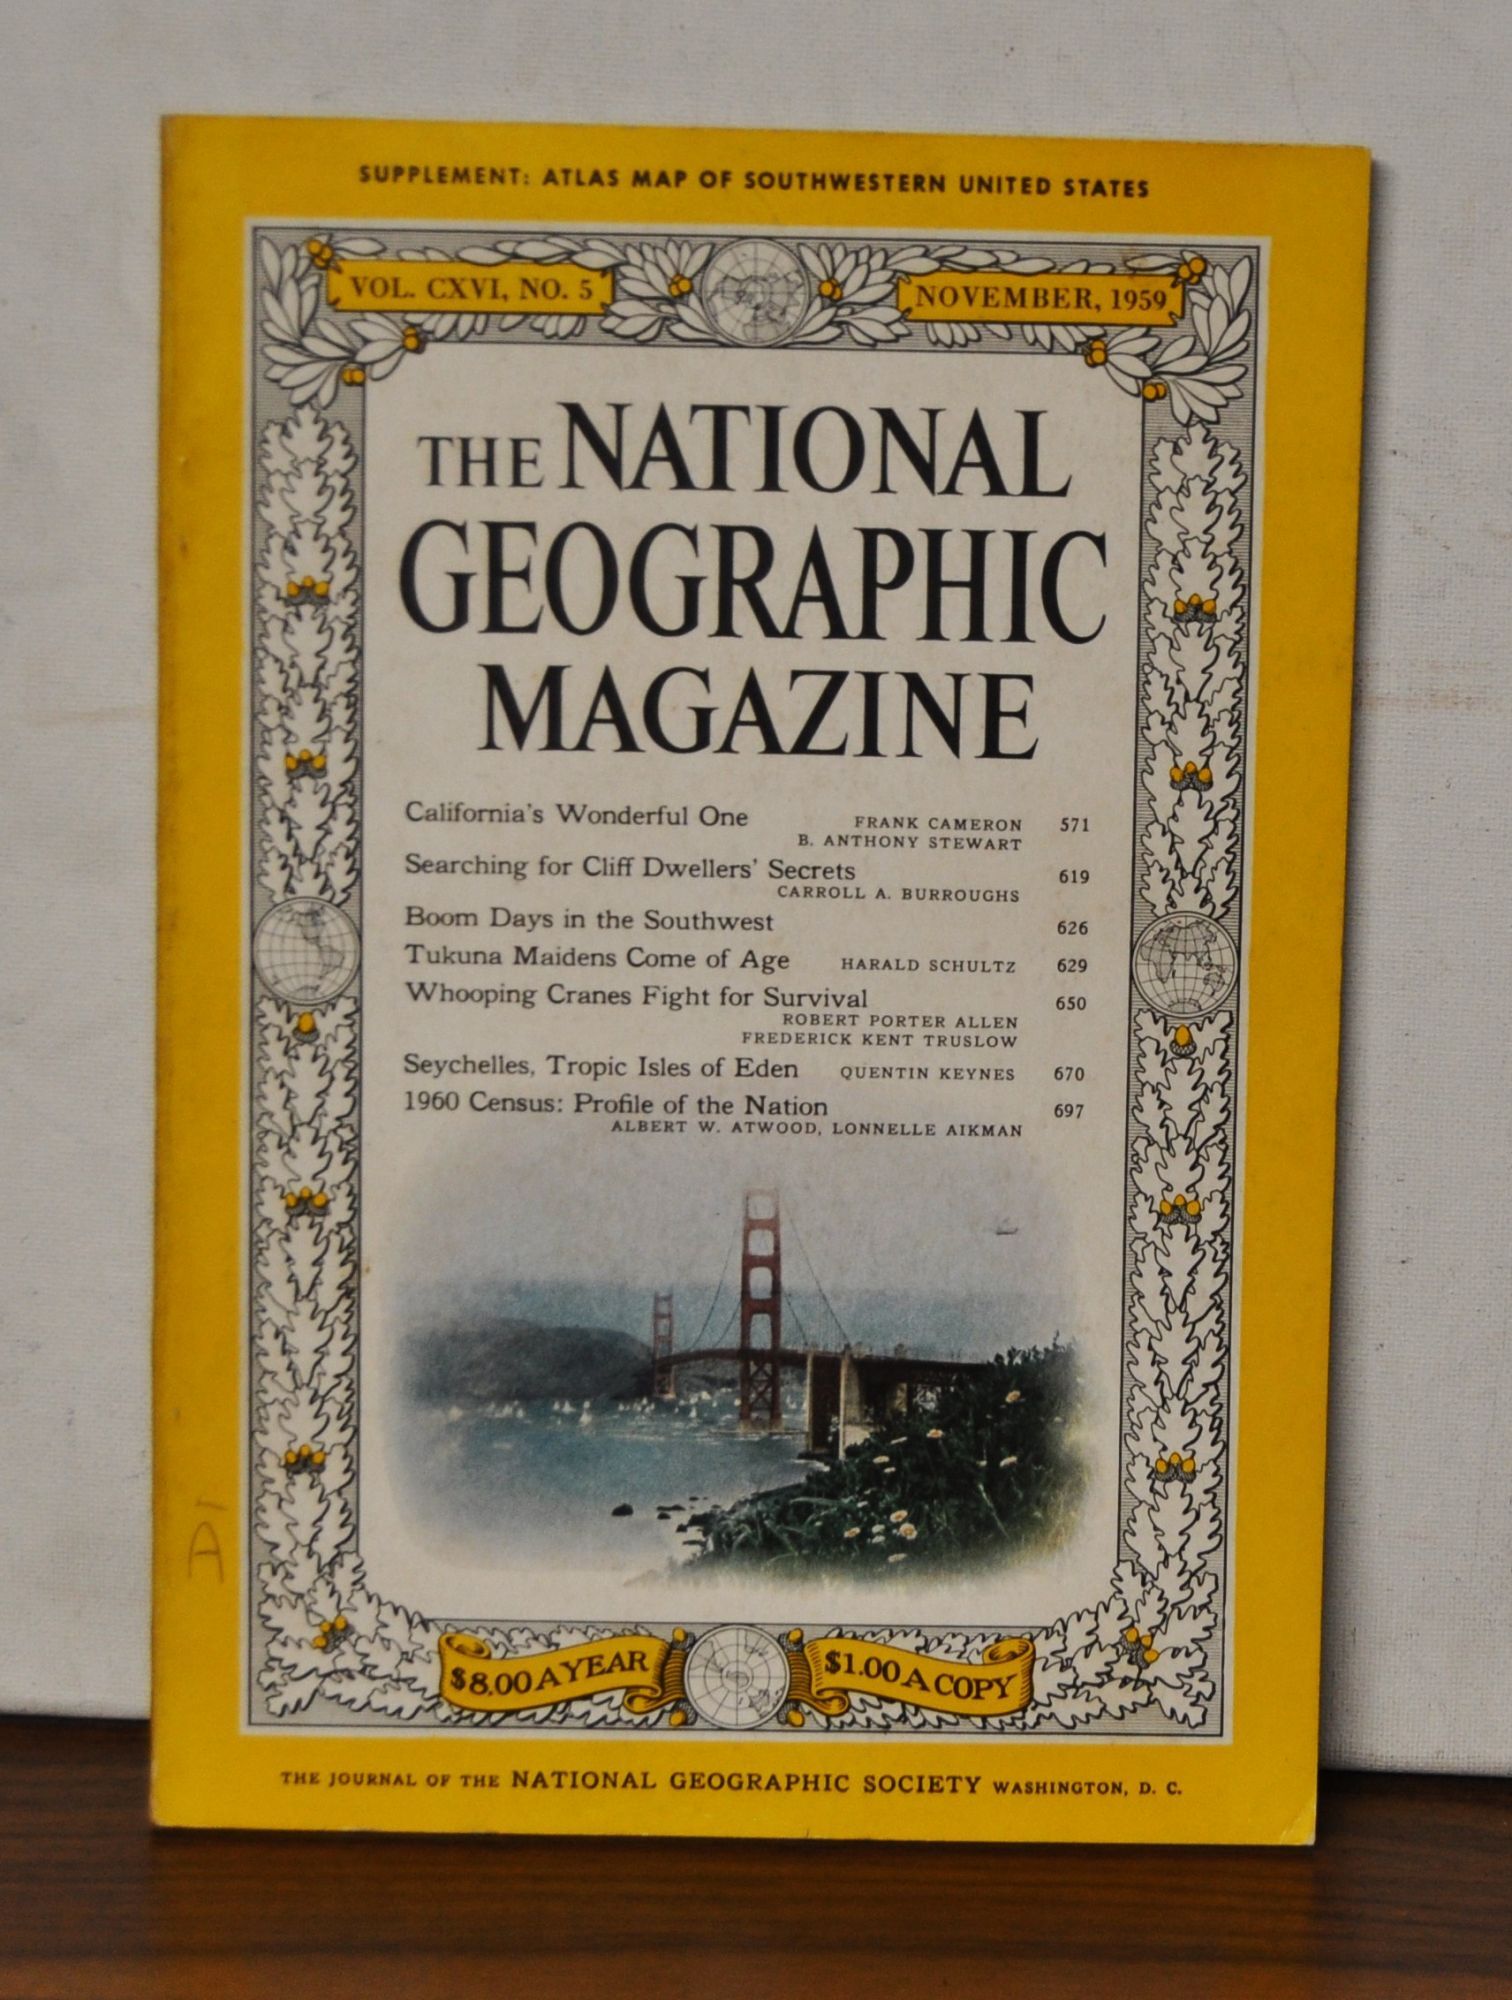 SUPPLEMENT: ATLAS MAP OF SOUTHWESTERN UNITED STATES
VOL. CXVI, NO. 5
NOVEMBER, 1959
THE NATIONAL
GEOGRAPHIC
MAGAZINE
California's Wonderful One FRANK CAMERON 571
B. ANTHONY STEWART
Searching for Cliff Dwellers' Secrets 619
CARROLL A. BURROUGHS
Boom Days in the Southwest 626
Tukuna Maidens Come of Age HARALD SCHULTZ 629
Whooping Cranes Fight for Survival 650
ROBERT PORTER ALLEN
FREDERICK KENT TRUSLOW
Seychelles, Tropic Isles of Eden QUENTIN KEYNES 670
1960 Census: Profile of the Nation 697
ALBERT W. ATWOOD, LONNELLE AIKMAN
$8.00 A YEAR
$1.00 A COPY
THE JOURNAL OF THE NATIONAL GEOGRAPHIC SOCIETY WASHINGTON, D. C.